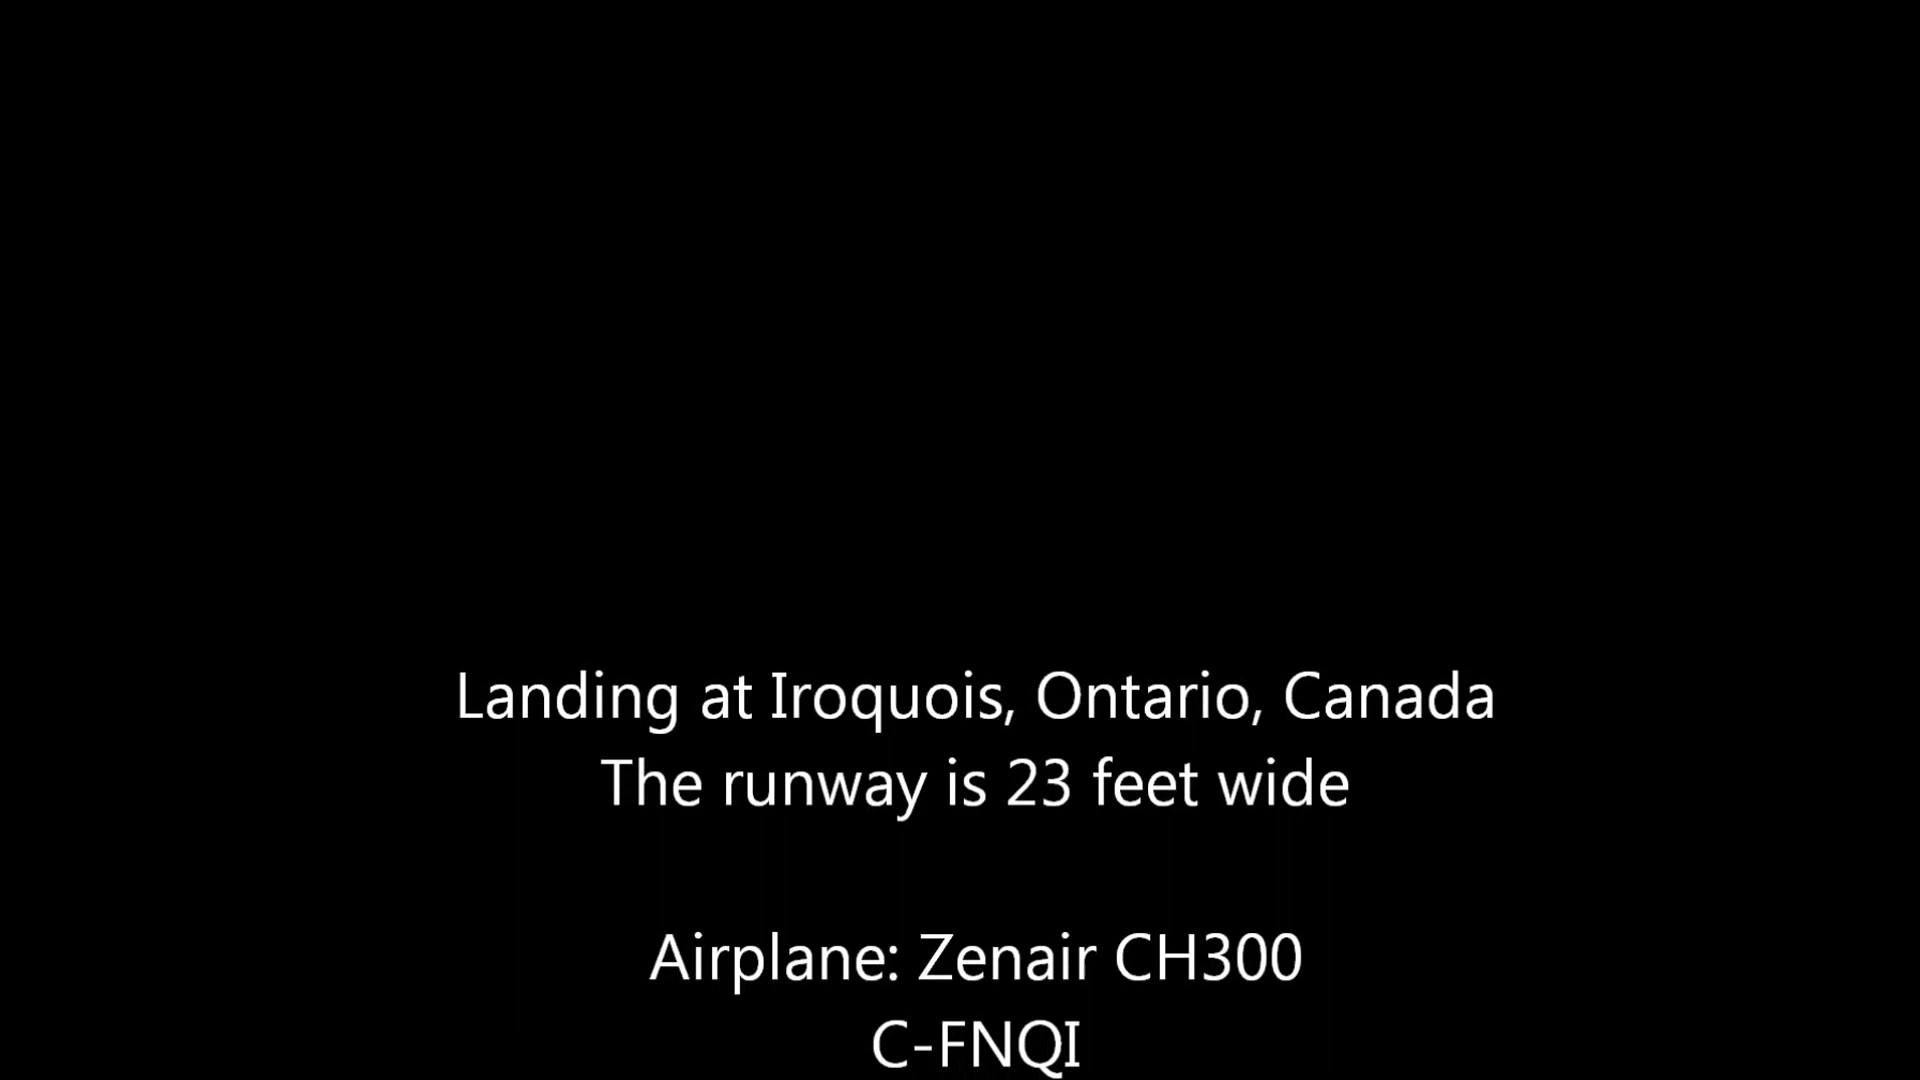 Landing at Iroquois, Ontario, Canada
The runway is 23 feet wide
Airplane: Zenair CH300
C-FNQI